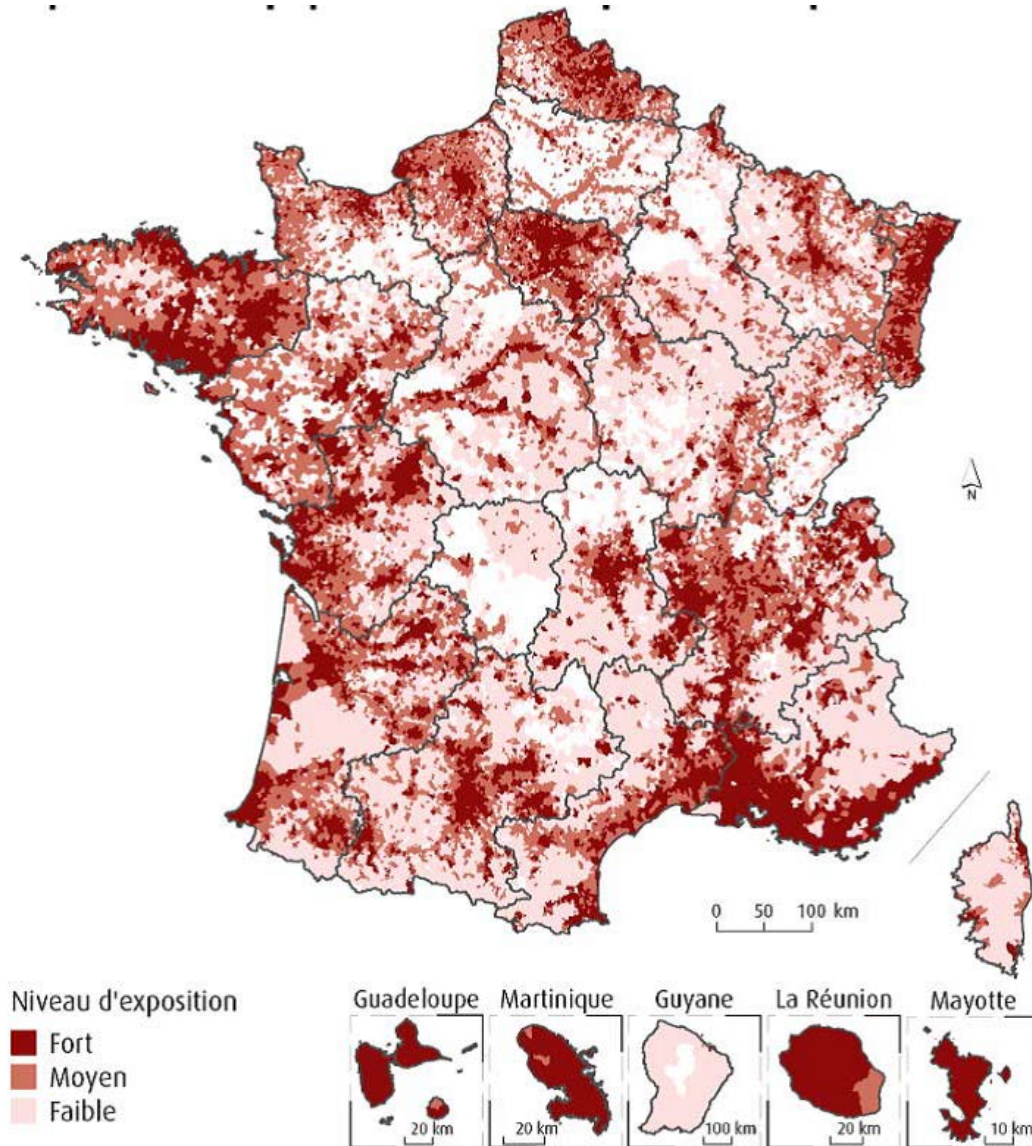 N
0 50 100 km
Niveau d'exposition
Fort
Moyen
Faible
Guadeloupe
20 km
Martinique
20 km
Guyane
100 km
La Réunion
20 km
Mayotte
10 km